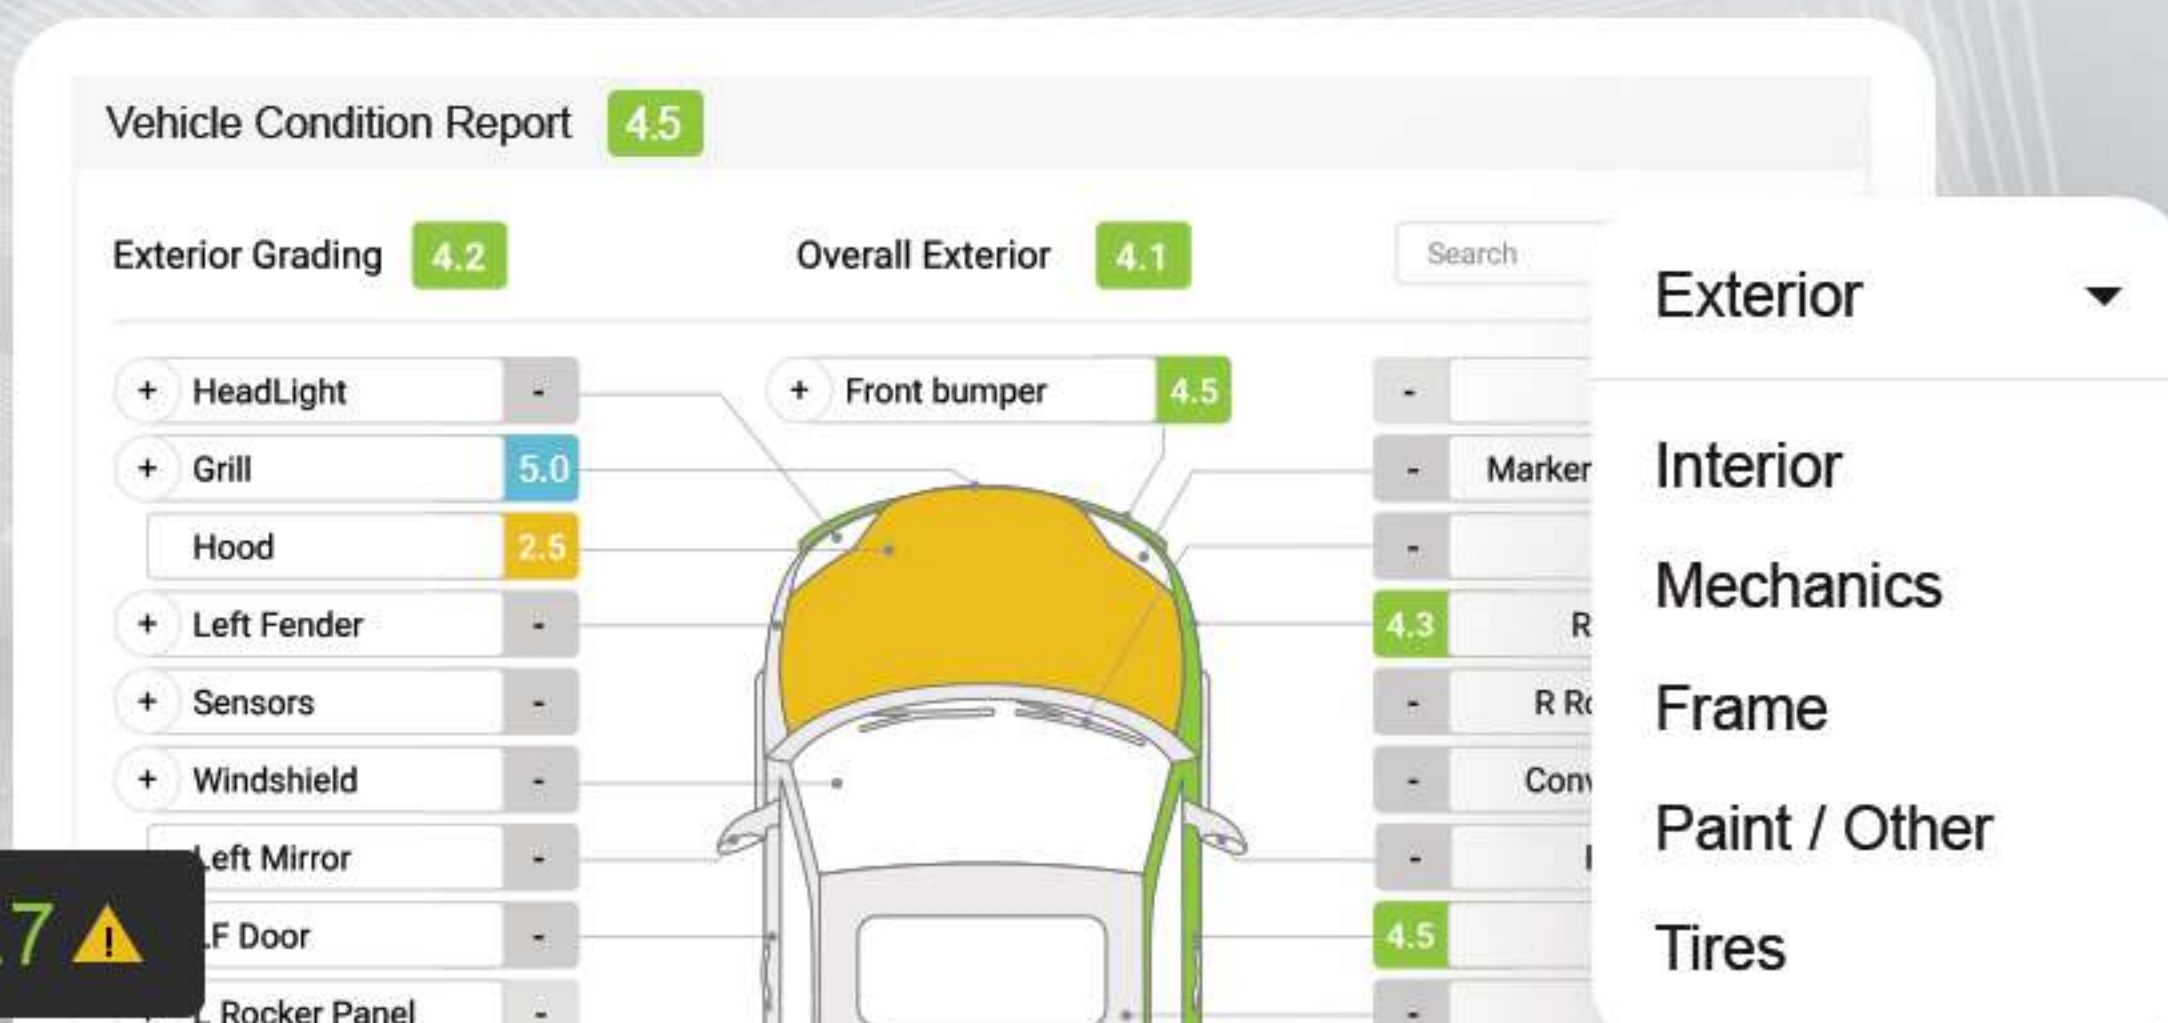 Vehicle Condition Report 4.5
Exterior Grading 4.2 Overall Exterior 4.1 Search
+ HeadLight - + Front bumper 4.5 -
+ Grill 5.0 - Marker
Hood 2.5 -
+ Left Fender - 4.3 R
+ Sensors - - R
+ Windshield - -
Left Mirror - -
LF Door - 4.5
L Rocker Panel - -
7 !
Exterior
Interior
Mechanics
Frame
Paint / Other
Tires